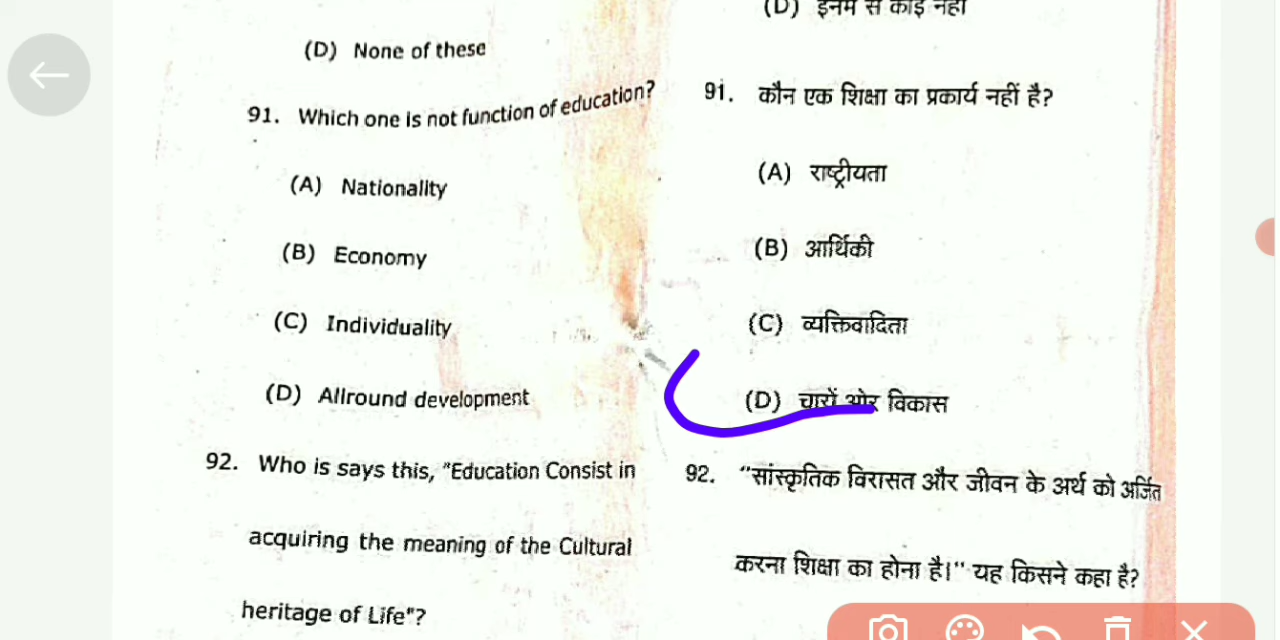 (D) None of these
91. Which one is not function of education?
(A) Nationality
(B) Economy
(C) Individuality
(D) Allround development
92. Who is says this, "Education Consist in
acquiring the meaning of the Cultural
heritage of Life"?
(D) इनमें से कोई नहीं
91. कौन एक शिक्षा का प्रकार्य नहीं है?
(A) राष्ट्रीयता
(B) आर्थिकी
(C) व्यक्तिवादिता
(D) चारों ओर विकास
92. "सांस्कृतिक विरासत और जीवन के अर्थ को अर्जित
करना शिक्षा का होना है।" यह किसने कहा है?